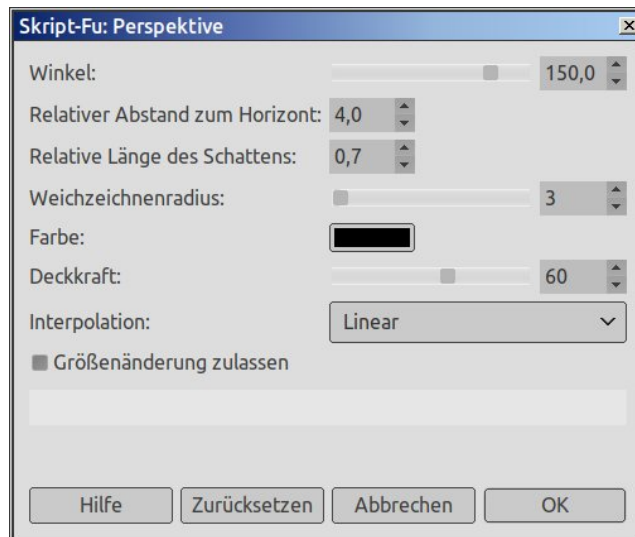 Skript-Fu: Perspektive
Winkel: 150,0
Relativer Abstand zum Horizont: 4,0
Relative Länge des Schattens: 0,7
Weichzeichnenradius: 3
Farbe:
Deckkraft: 60
Interpolation: Linear
Größenänderung zulassen
Hilfe Zurücksetzen Abbrechen OK